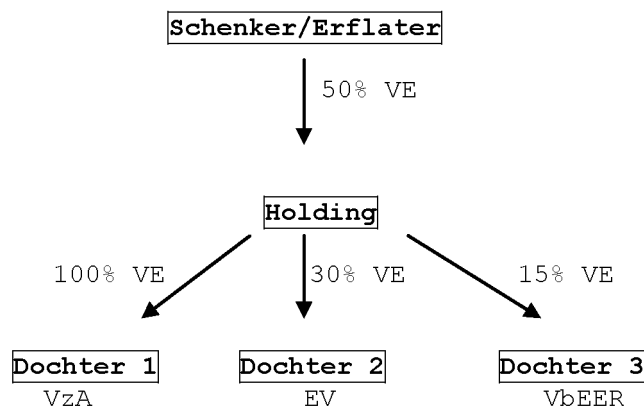 Schenker/Erflater
50% VE
Holding
100% VE 30% VE 15% VE
Dochter 1 Dochter 2 Dochter 3
VzA EV VbEER